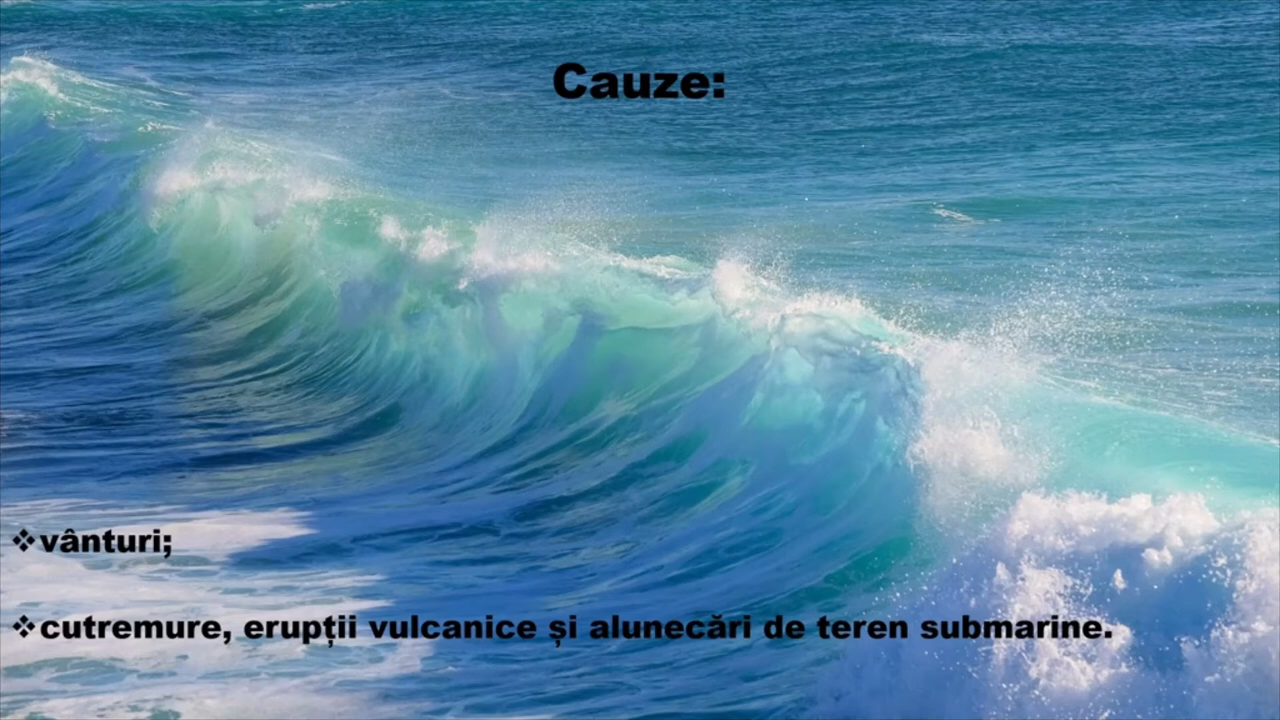 Cauze:
❖vânturi;
❖cutremure, erupții vulcanice și alunecări de teren submarine.